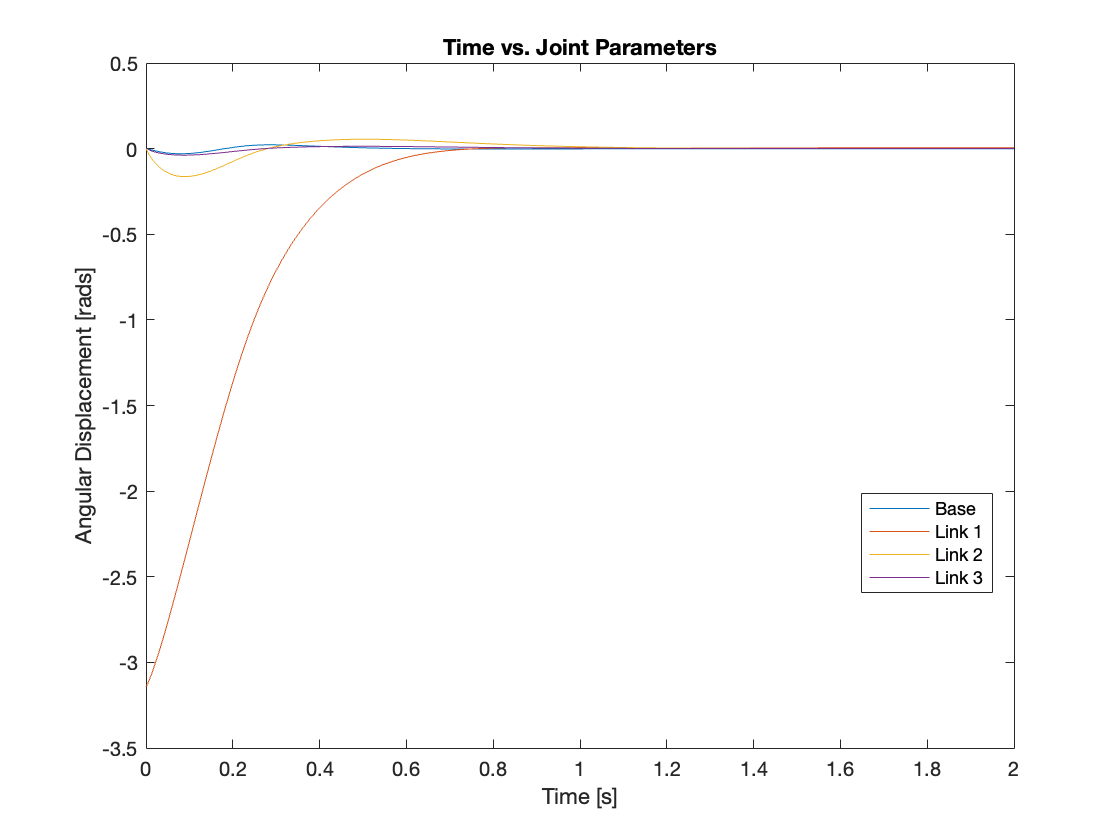 Time vs. Joint Parameters
0.5
0
-0.5
-1
-1.5
-2
-2.5
-3
-3.5
Angular Displacement [rads]
Base
Link 1
Link 2
Link 3
0 0.2 0.4 0.6 0.8 1 1.2 1.4 1.6 1.8 2
Time [s]